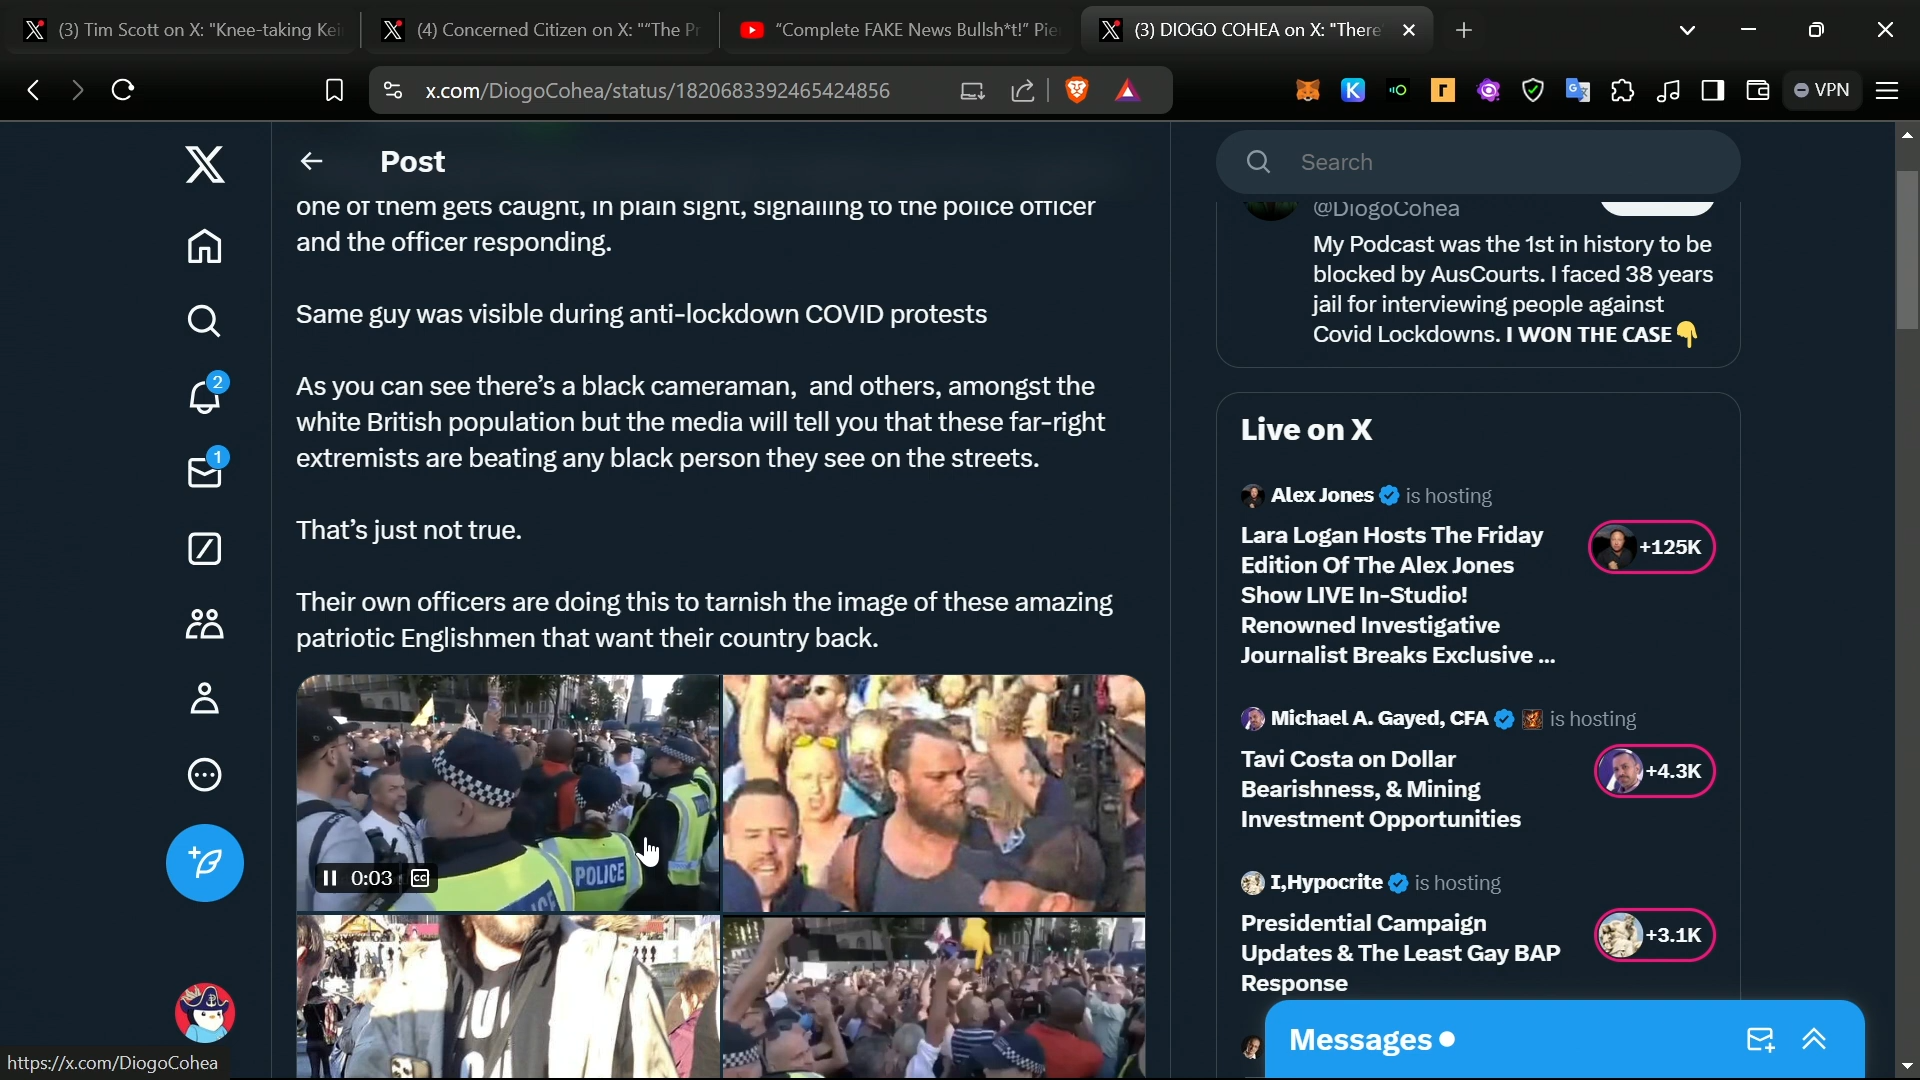 (3) Tim Scott on X: "Knee-taking Kei
(4) Concerned Citizen on X: "“The Pr
“Complete FAKE News Bullsh*t!” Pie
(3) DIOGO COHEA on X: "There
x.com/DiogoCohea/status/1820683392465424856
VPN
Post
one of them gets caught, in plain sight, signalling to the police officer
and the officer responding.
Same guy was visible during anti-lockdown COVID protests
As you can see there’s a black cameraman, and others, amongst the
white British population but the media will tell you that these far-right
extremists are beating any black person they see on the streets.
That’s just not true.
Their own officers are doing this to tarnish the image of these amazing
patriotic Englishmen that want their country back.
POLICE
0:03
CC
2
1
Search
@DiogoCohea
My Podcast was the 1st in history to be
blocked by AusCourts. I faced 38 years
jail for interviewing people against
Covid Lockdowns. I WON THE CASE👇
Live on X
Alex Jones is hosting
Lara Logan Hosts The Friday
Edition Of The Alex Jones
Show LIVE In-Studio!
Renowned Investigative
Journalist Breaks Exclusive ...
+125K
Michael A. Gayed, CFA is hosting
Tavi Costa on Dollar
Bearishness, & Mining
Investment Opportunities
+4.3K
I,Hypocrite is hosting
Presidential Campaign
Updates & The Least Gay BAP
Response
+3.1K
Messages
https://x.com/DiogoCohea